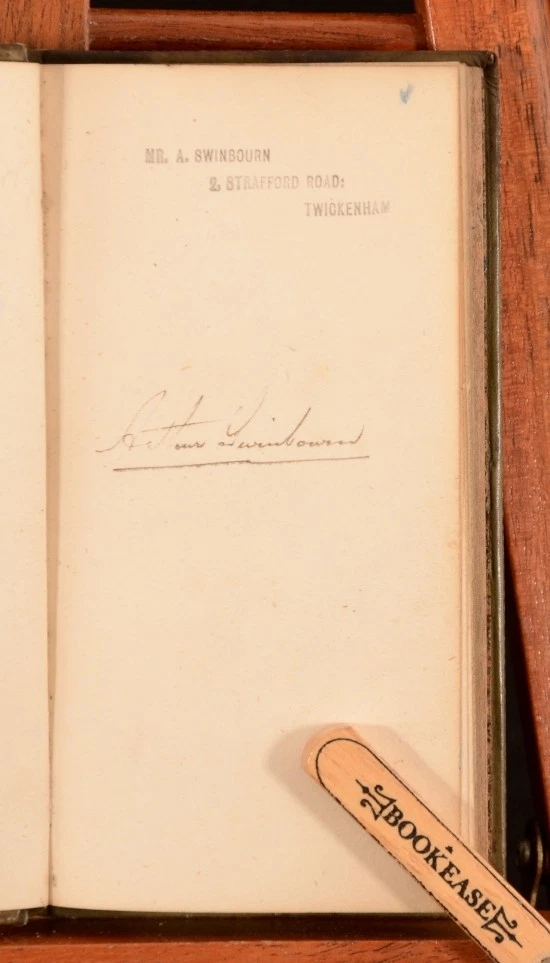 MR. A. SWINBOURN
2, STRAFFORD ROAD:
TWICKENHAM
Arthur Swinbourn
BOOKEASE